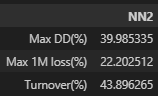 NN2
Max DD(%) 39.985335
Max 1M loss(%) 22.202512
Turnover(%) 43.896265